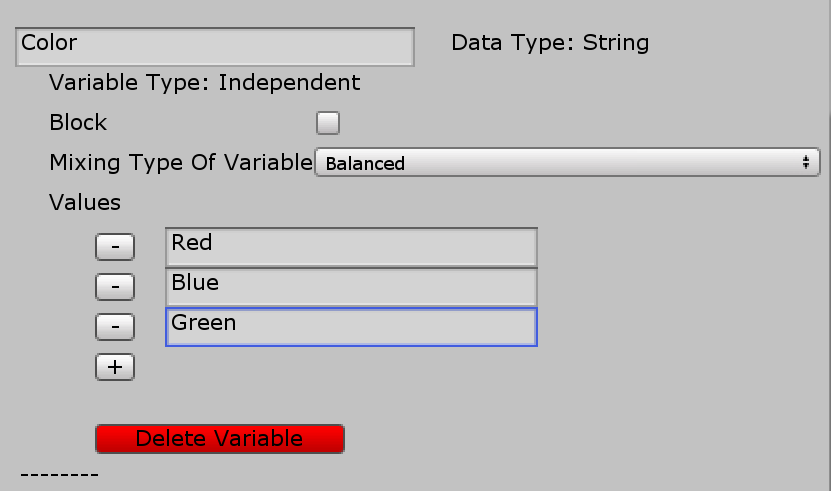 Color Data Type: String
Variable Type: Independent
Block
Mixing Type Of Variable Balanced
Values
- Red
- Blue
- Green
+
Delete Variable
--------